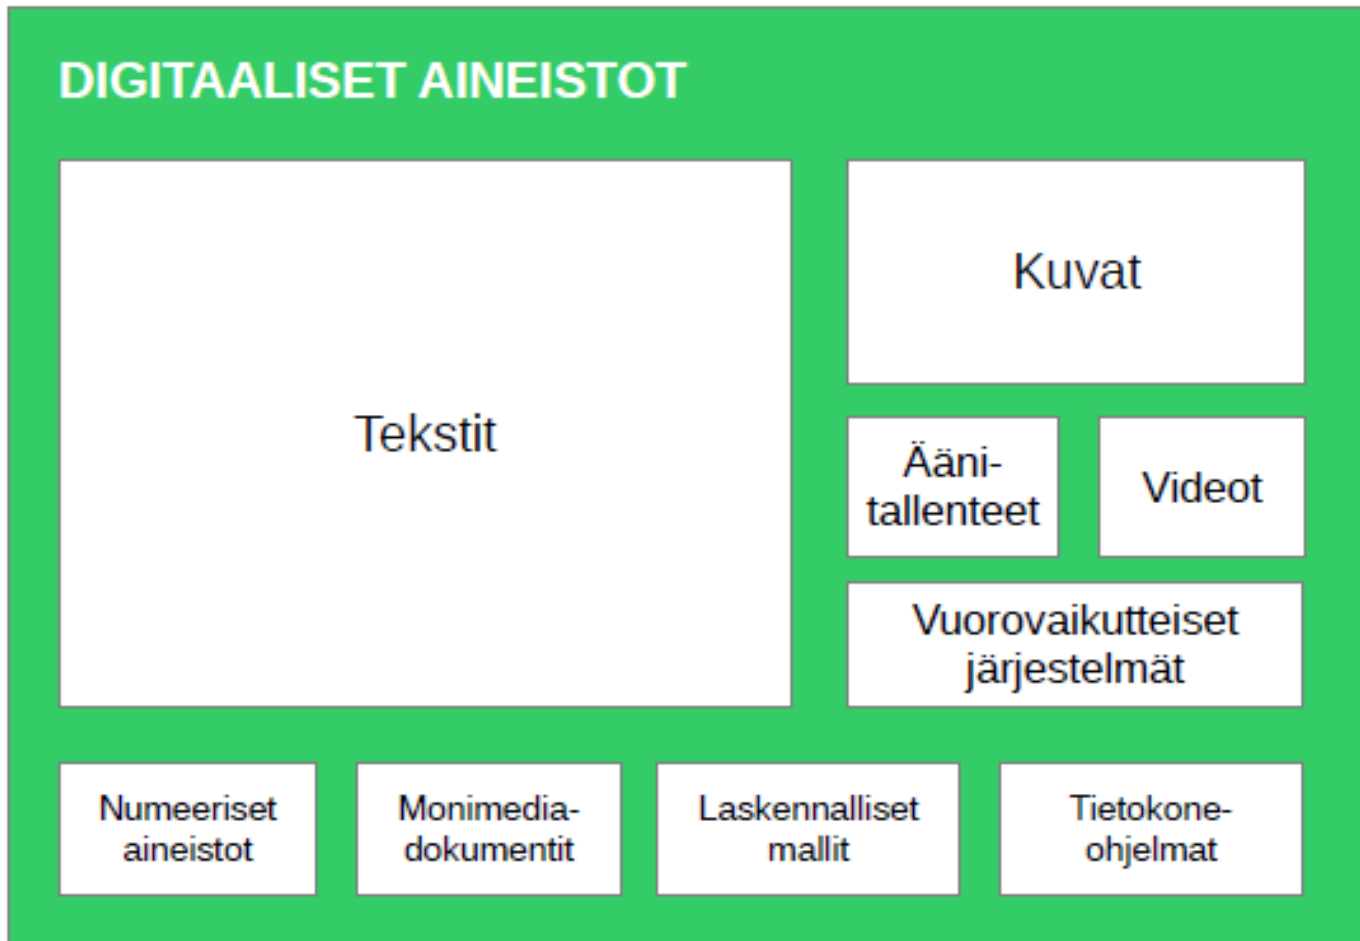 DIGITAALISET AINEISTOT
Tekstit
Kuvat
Ääni-
tallenteet
Videot
Vuorovaikutteiset
järjestelmät
Numeeriset
aineistot
Monimedia-
dokumentit
Laskennalliset
mallit
Tietokone-
ohjelmat